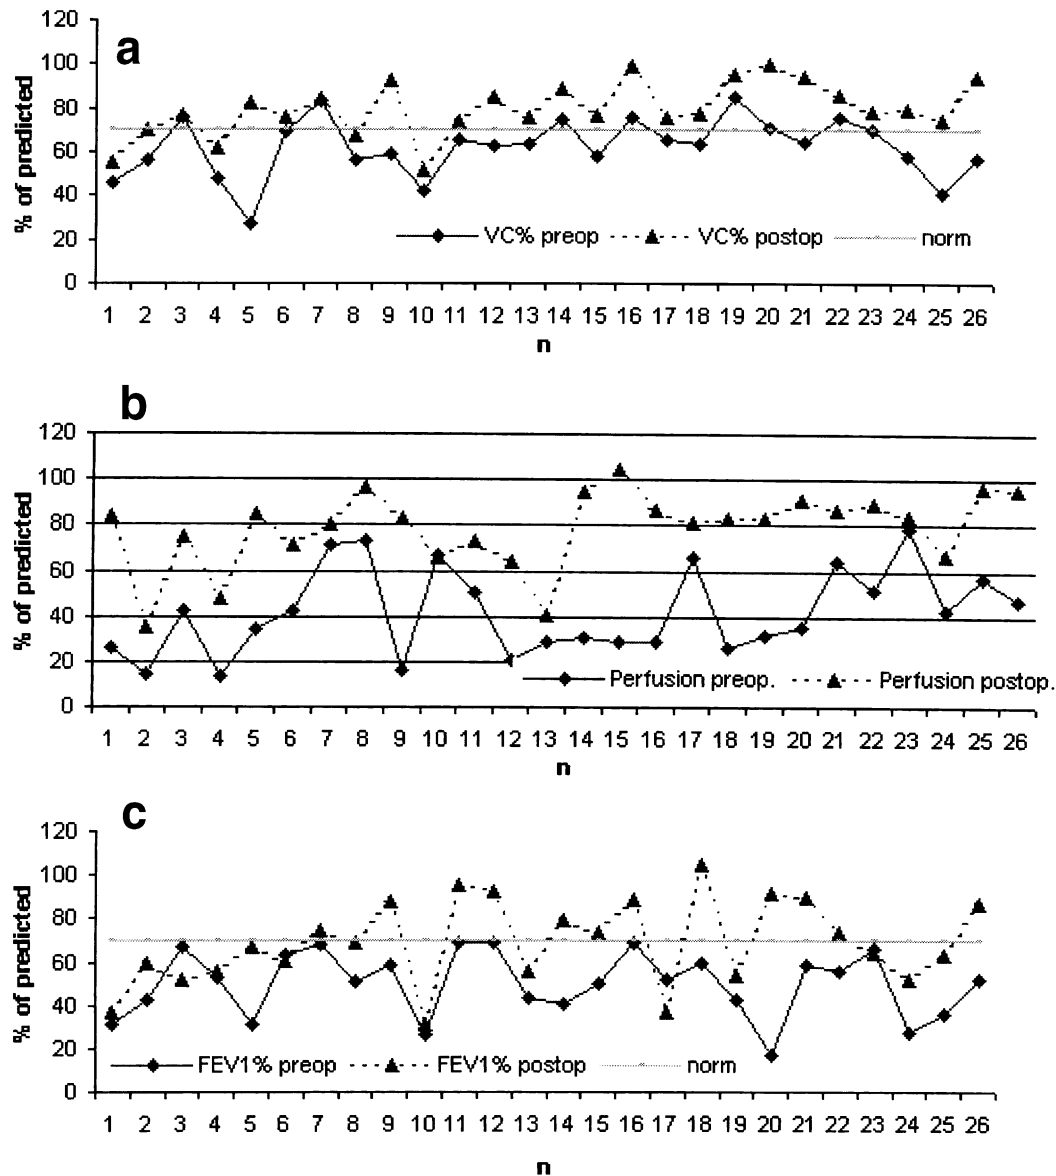 a
120
100
80
60
40
20
0
% of predicted
VC% preop VC% postop norm
1 2 3 4 5 6 7 8 9 10 11 12 13 14 15 16 17 18 19 20 21 22 23 24 25 26
n
b
120
100
80
60
40
20
0
% of predicted
Perfusion preop. Perfusion postop.
1 2 3 4 5 6 7 8 9 10 11 12 13 14 15 16 17 18 19 20 21 22 23 24 25 26
n
c
120
100
80
60
40
20
0
% of predicted
FEV1% preop FEV1% postop norm
1 2 3 4 5 6 7 8 9 10 11 12 13 14 15 16 17 18 19 20 21 22 23 24 25 26
n